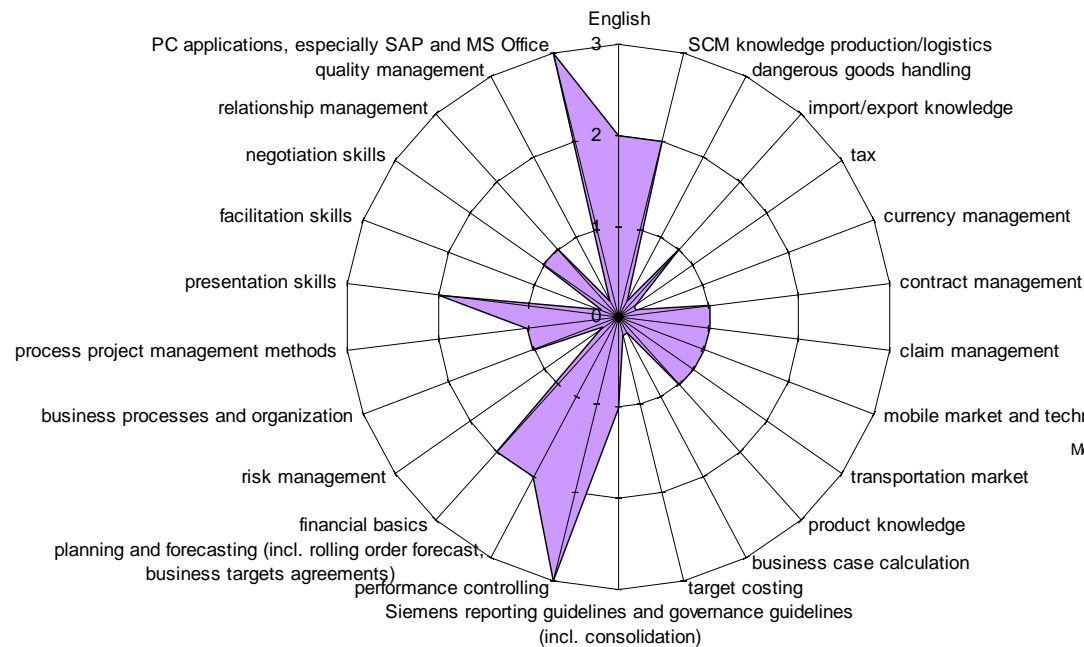 English
PC applications, especially SAP and MS Office
3
SCM knowledge production/logistics
quality management
dangerous goods handling
relationship management
import/export knowledge
2
negotiation skills
tax
facilitation skills
currency management
1
presentation skills
contract management
0
process project management methods
claim management
business processes and organization
mobile market and techn
risk management
transportation market
financial basics
product knowledge
planning and forecasting (incl. rolling order forecast,
business targets agreements)
business case calculation
performance controlling
target costing
Siemens reporting guidelines and governance guidelines
(incl. consolidation)